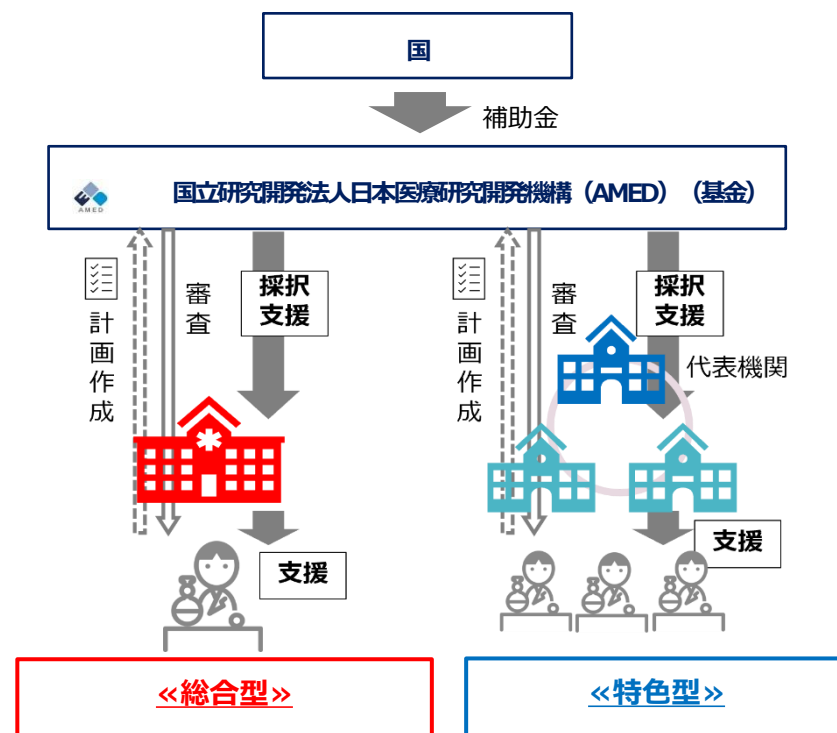 国
補助金
AMED
国立研究開発法人日本医療研究開発機構（AMED）（基金）
計画作成
審査
採択
支援
計画作成
審査
採択
支援
代表機関
支援
支援
≪総合型≫
≪特色型≫